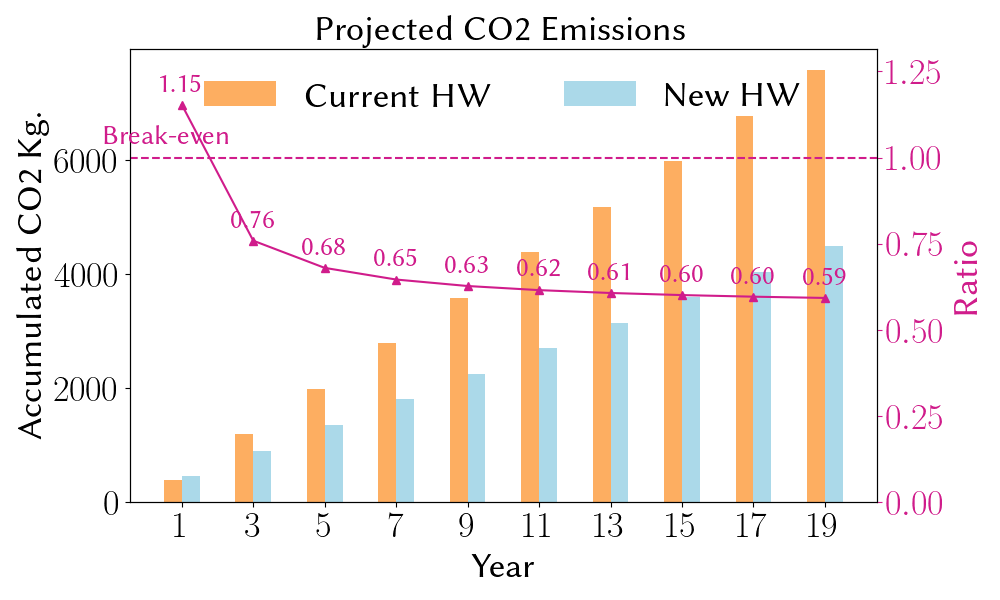 Projected CO2 Emissions
Current HW
New HW
Break-even
1.15
0.76
0.68
0.65
0.63
0.62
0.61
0.60
0.60
0.59
Accumulated CO2 Kg.
6000
4000
2000
0
1.25
1.00
0.75
0.50
0.25
0.00
Ratio
1 3 5 7 9 11 13 15 17 19
Year